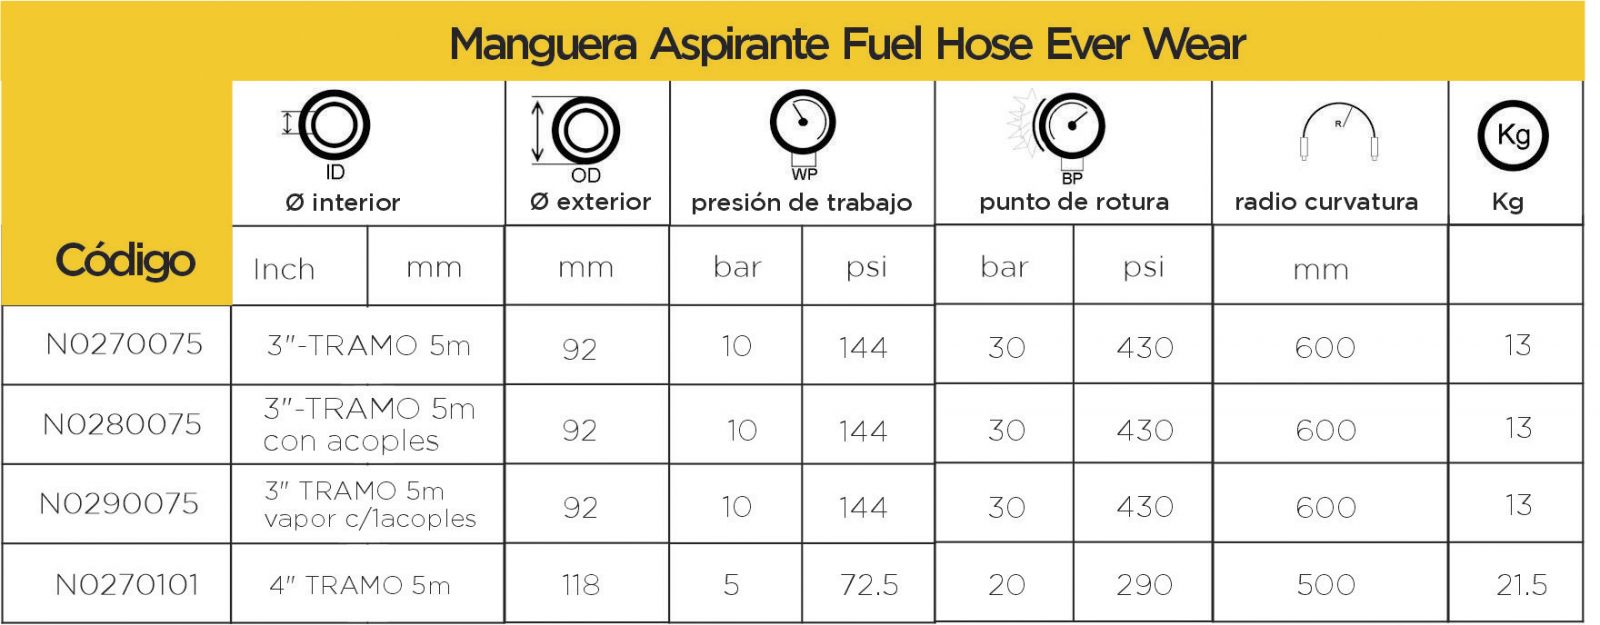 Manguera Aspirante Fuel Hose Ever Wear
ID
OD
WP
BP
R
Kg
Ø interior
Ø exterior
presión de trabajo
punto de rotura
radio curvatura
Kg
Código
Inch
mm
mm
bar
psi
bar
psi
mm
N0270075
3"-TRAMO 5m
92
10
144
30
430
600
13
N0280075
3"-TRAMO 5m
con acoples
92
10
144
30
430
600
13
N0290075
3" TRAMO 5m
vapor c/1acoples
92
10
144
30
430
600
13
N0270101
4" TRAMO 5m
118
5
72.5
20
290
500
21.5